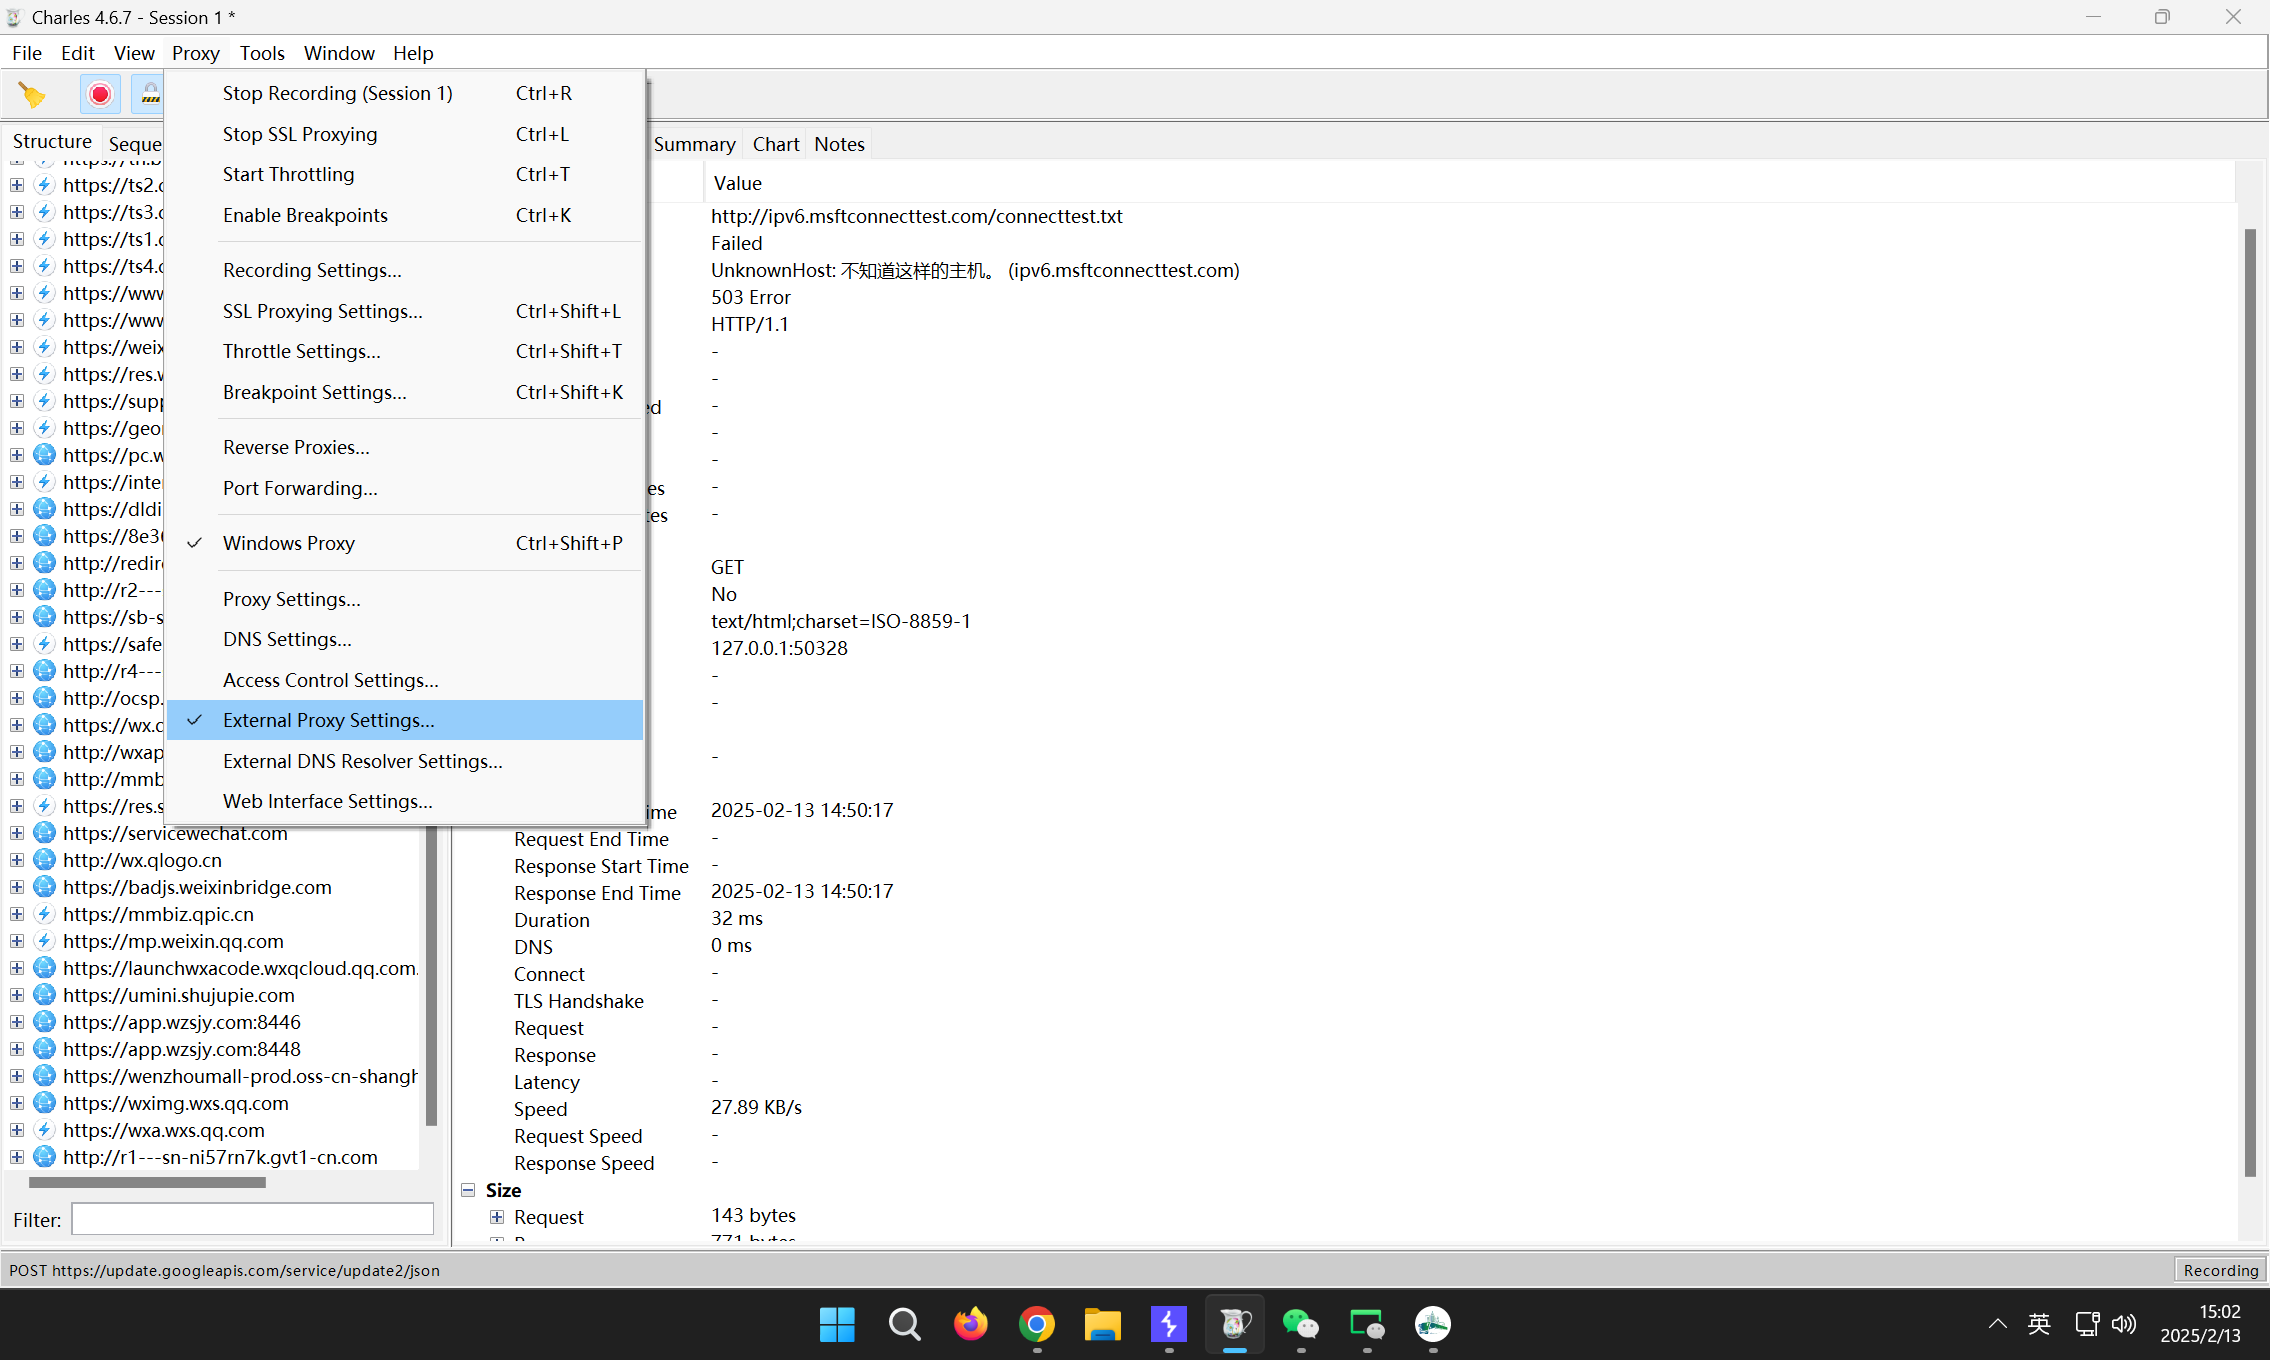 Charles 4.6.7 - Session 1 *
File Edit View Proxy Tools Window Help
Stop Recording (Session 1) Ctrl+R
Stop SSL Proxying Ctrl+L
Start Throttling Ctrl+T
Enable Breakpoints Ctrl+K
Recording Settings...
SSL Proxying Settings... Ctrl+Shift+L
Throttle Settings... Ctrl+Shift+T
Breakpoint Settings... Ctrl+Shift+K
Reverse Proxies...
Port Forwarding...
Windows Proxy Ctrl+Shift+P
Proxy Settings...
DNS Settings...
Access Control Settings...
External Proxy Settings...
External DNS Resolver Settings...
Web Interface Settings...
Structure Seque
https://ts2.c
https://ts3.c
https://ts1.c
https://ts4.c
https://www
https://www
https://weix
https://res.w
https://supp
https://geor
https://pc.w
https://inter
https://dldi
https://8e36
http://redire
http://r2---
https://sb-s
https://safe
http://r4---
http://ocsp.
https://wx.c
http://wxap
http://mmb
https://res.s
https://servicewechat.com
http://wx.qlogo.cn
https://badjs.weixinbridge.com
https://mmbiz.qpic.cn
https://mp.weixin.qq.com
https://launchwxacode.wxqcloud.qq.com.
https://umini.shujupie.com
https://app.wzsjy.com:8446
https://app.wzsjy.com:8448
https://wenzhoumall-prod.oss-cn-shangh
https://wximg.wxs.qq.com
https://wxa.wxs.qq.com
http://r1---sn-ni57rn7k.gvt1-cn.com
Filter:
Summary Chart Notes
Value
http://ipv6.msftconnecttest.com/connecttest.txt
Failed
UnknownHost: 不知道这样的主机。 (ipv6.msftconnecttest.com)
503 Error
HTTP/1.1
-
-
ed -
-
-
es -
tes -
GET
No
text/html;charset=ISO-8859-1
127.0.0.1:50328
-
-
-
ime 2025-02-13 14:50:17
Request End Time -
Response Start Time -
Response End Time 2025-02-13 14:50:17
Duration 32 ms
DNS 0 ms
Connect -
TLS Handshake -
Request -
Response -
Latency -
Speed 27.89 KB/s
Request Speed -
Response Speed -
Size
Request 143 bytes
771 bytes
POST https://update.googleapis.com/service/update2/json
Recording
英
15:02
2025/2/13